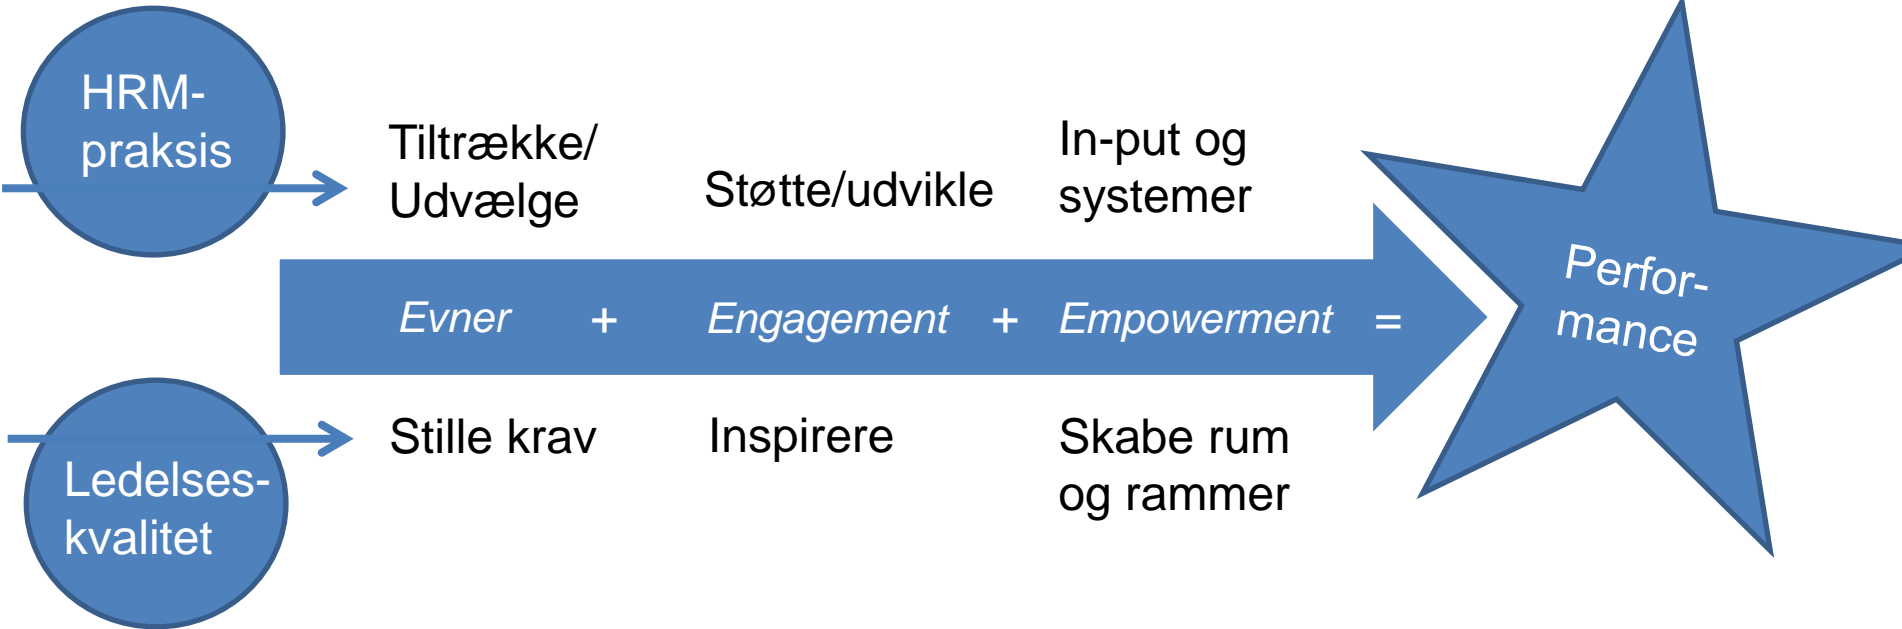 HRM-
praksis
Tiltrække/
Udvælge
Støtte/udvikle
In-put og
systemer
Evner + Engagement + Empowerment =
Perfor-
mance
Ledelses-
kvalitet
Stille krav
Inspirere
Skabe rum
og rammer